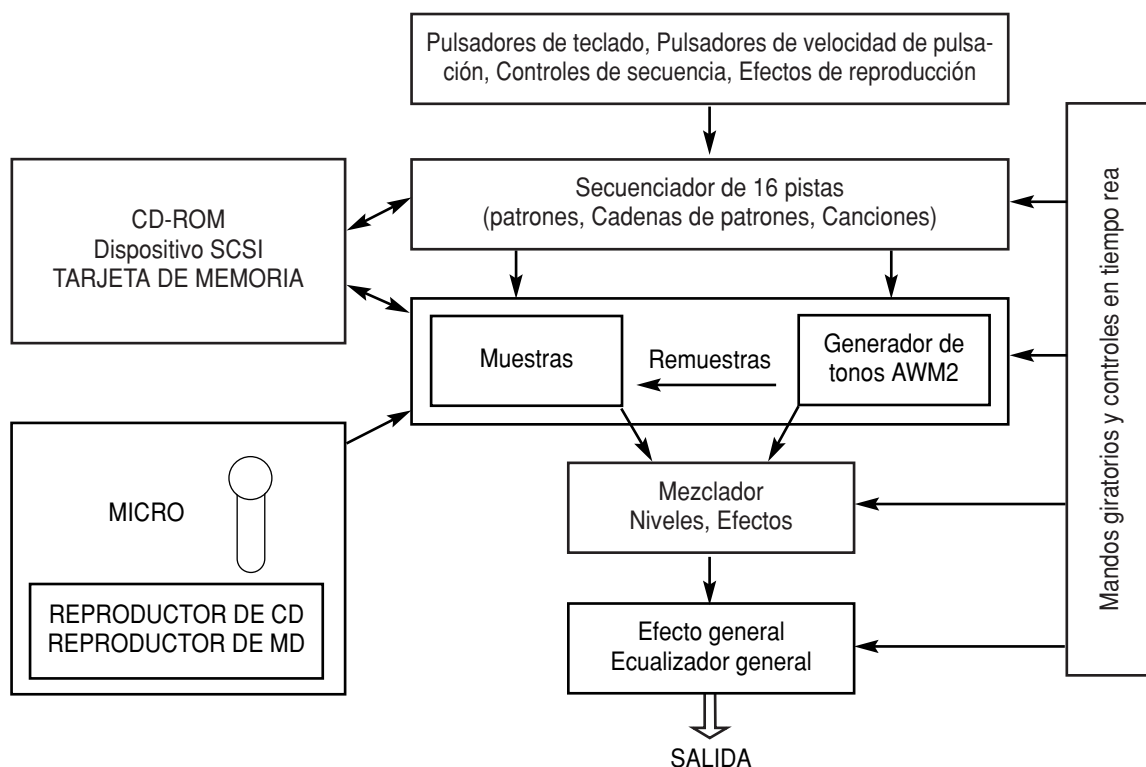 Pulsadores de teclado, Pulsadores de velocidad de pulsa-
ción, Controles de secuencia, Efectos de reproducción
CD-ROM
Dispositivo SCSI
TARJETA DE MEMORIA
Secuenciador de 16 pistas
(patrones, Cadenas de patrones, Canciones)
Muestras
Remuestras
Generador de
tonos AWM2
MICRO
REPRODUCTOR DE CD
REPRODUCTOR DE MD
Mezclador
Niveles, Efectos
Efecto general
Ecualizador general
SALIDA
Mandos giratorios y controles en tiempo rea